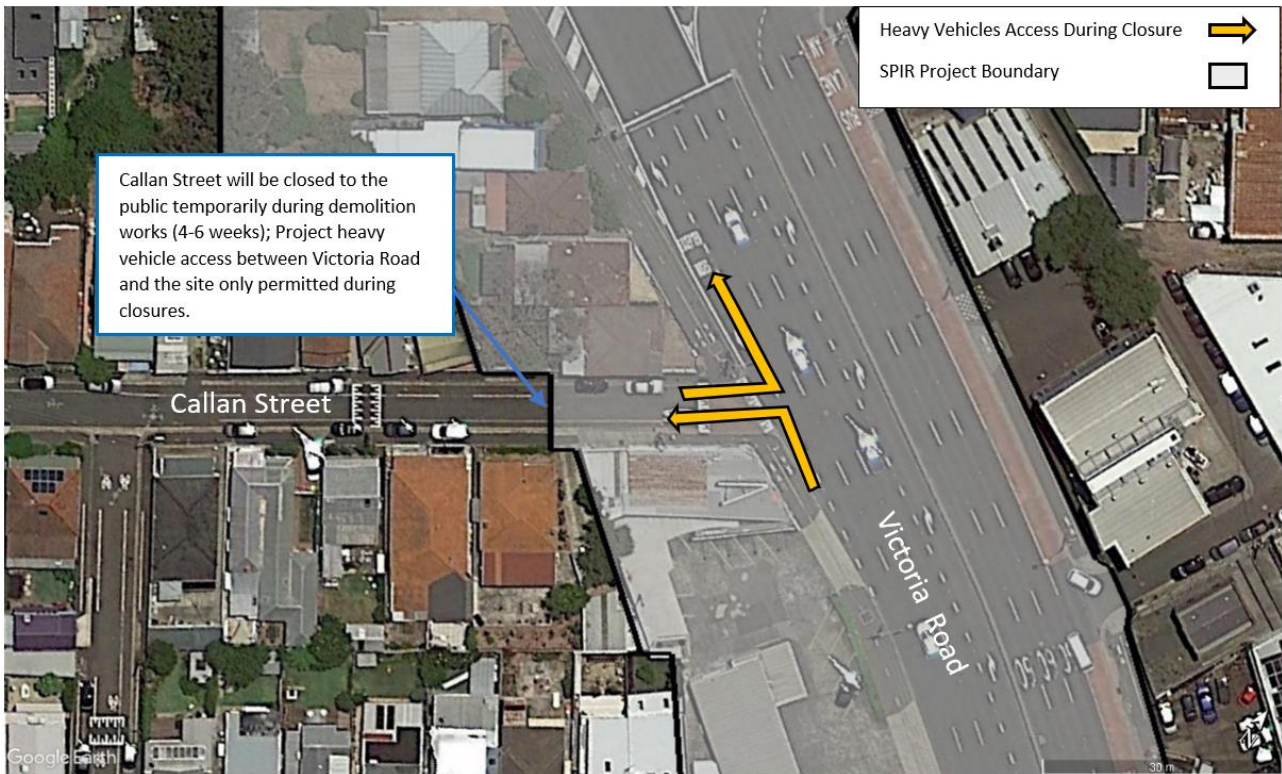 Heavy Vehicles Access During Closure
SPIR Project Boundary
Callan Street will be closed to the
public temporarily during demolition
works (4-6 weeks); Project heavy
vehicle access between Victoria Road
and the site only permitted during
closures.
Callan Street
Victoria Road
Google Earth
30 m